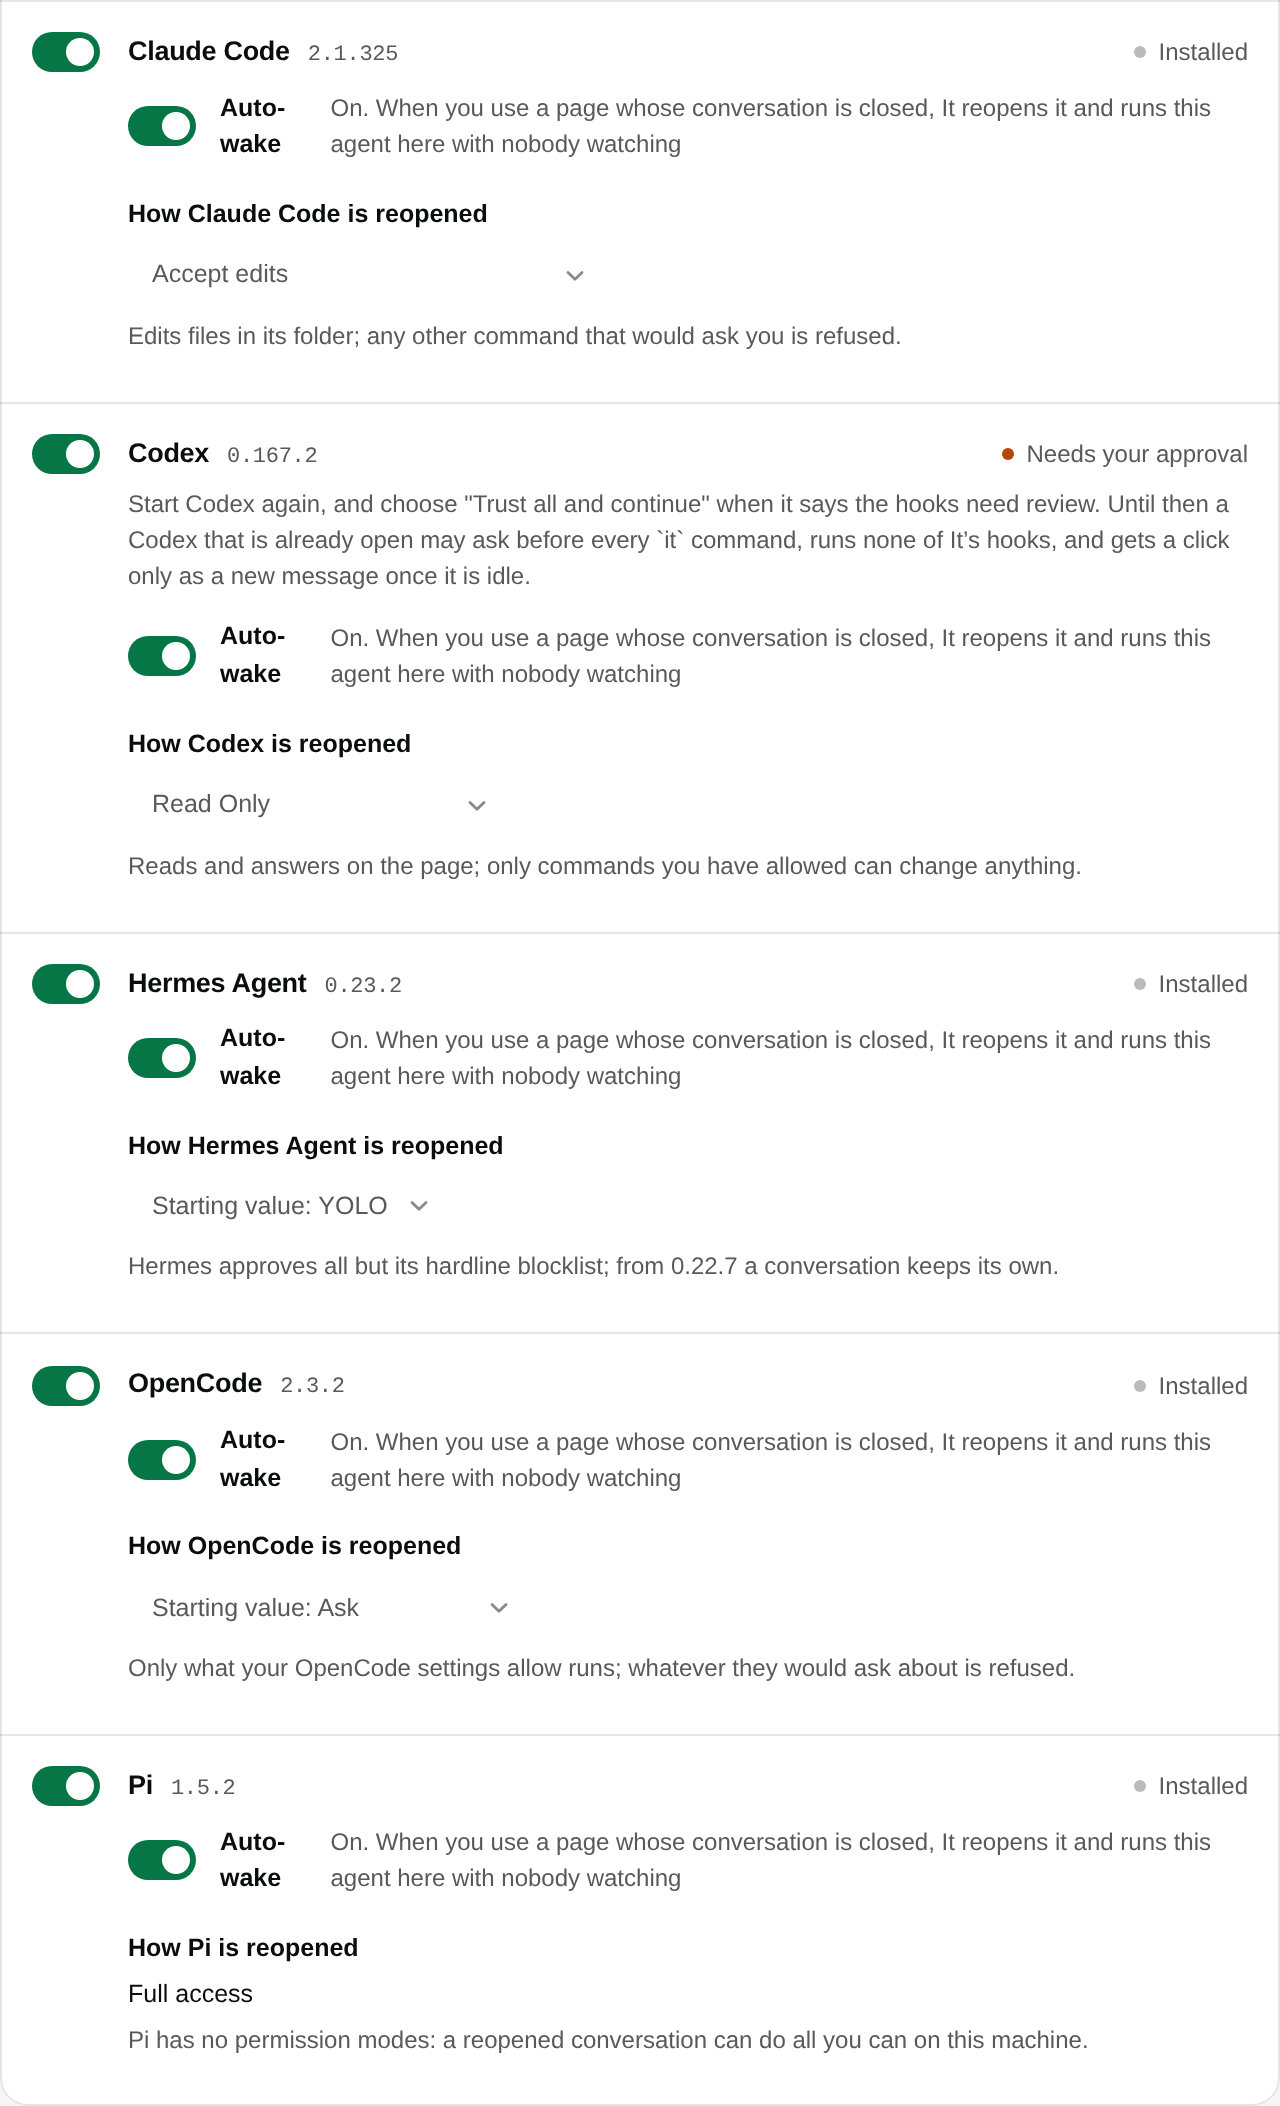 Claude Code 2.1.325 Installed
Auto-wake On. When you use a page whose conversation is closed, It reopens it and runs this
agent here with nobody watching
How Claude Code is reopened
Accept edits
Edits files in its folder; any other command that would ask you is refused.
Codex 0.167.2 Needs your approval
Start Codex again, and choose "Trust all and continue" when it says the hooks need review. Until then a
Codex that is already open may ask before every `it` command, runs none of It’s hooks, and gets a click
only as a new message once it is idle.
Auto-wake On. When you use a page whose conversation is closed, It reopens it and runs this
agent here with nobody watching
How Codex is reopened
Read Only
Reads and answers on the page; only commands you have allowed can change anything.
Hermes Agent 0.23.2 Installed
Auto-wake On. When you use a page whose conversation is closed, It reopens it and runs this
agent here with nobody watching
How Hermes Agent is reopened
Starting value: YOLO
Hermes approves all but its hardline blocklist; from 0.22.7 a conversation keeps its own.
OpenCode 2.3.2 Installed
Auto-wake On. When you use a page whose conversation is closed, It reopens it and runs this
agent here with nobody watching
How OpenCode is reopened
Starting value: Ask
Only what your OpenCode settings allow runs; whatever they would ask about is refused.
Pi 1.5.2 Installed
Auto-wake On. When you use a page whose conversation is closed, It reopens it and runs this
agent here with nobody watching
How Pi is reopened
Full access
Pi has no permission modes: a reopened conversation can do all you can on this machine.